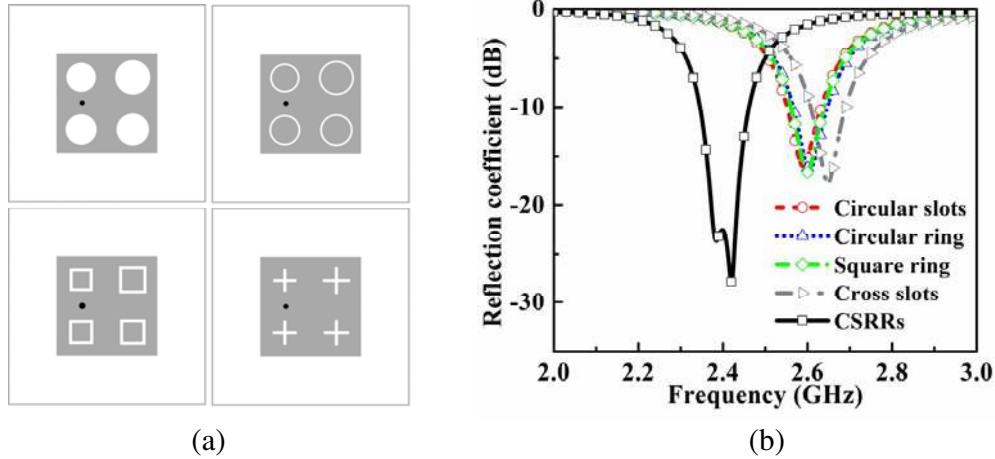 0
-10
-20
-30
Reflection coefficient (dB)
Circular slots
Circular ring
Square ring
Cross slots
CSRRs
2.0 2.2 2.4 2.6 2.8 3.0
Frequency (GHz)
(a)
(b)